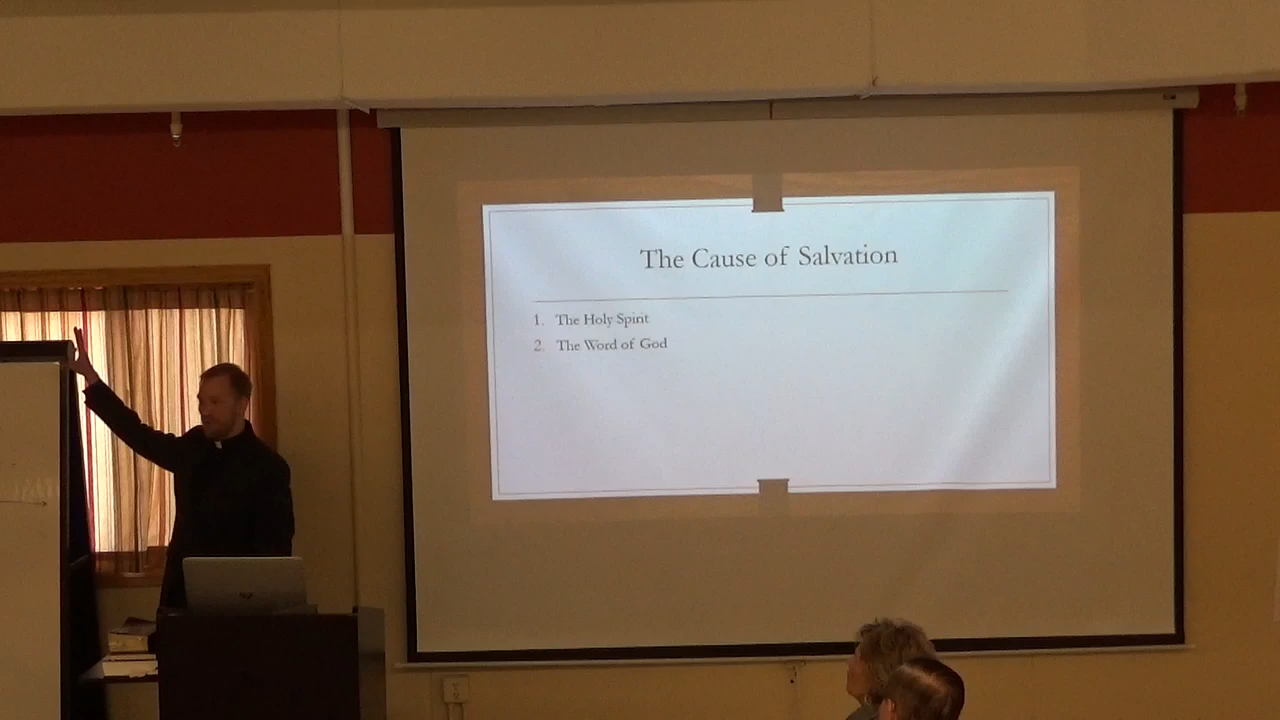 The Cause of Salvation
1. The Holy Spirit
2. The Word of God